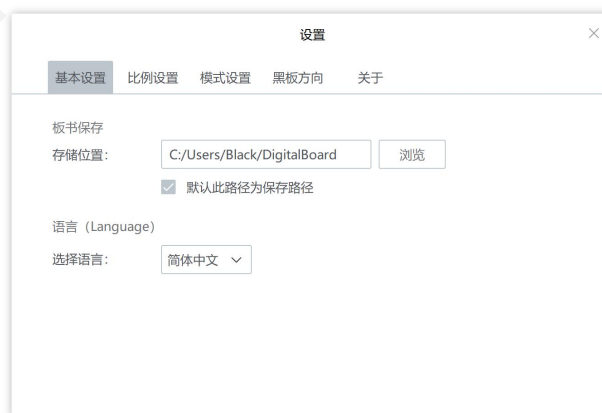 设置
基本设置 比例设置 模式设置 黑板方向 关于
板书保存
存储位置： C:/Users/Black/DigitalBoard 浏览
默认此路径为保存路径
语言（Language）
选择语言： 简体中文